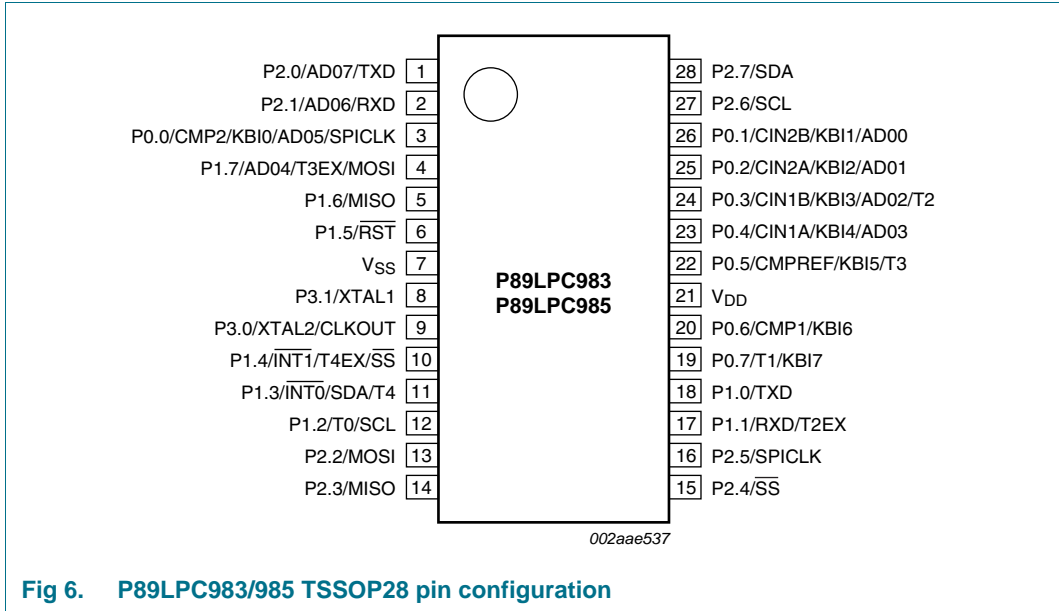 P2.0/AD07/TXD 1
P2.1/AD06/RXD 2
P0.0/CMP2/KBI0/AD05/SPICLK 3
P1.7/AD04/T3EX/MOSI 4
P1.6/MISO 5
P1.5/R̅S̅T̅ 6
VSS 7
P3.1/XTAL1 8
P3.0/XTAL2/CLKOUT 9
P1.4/I̅N̅T̅1̅/T4EX/S̅S̅ 10
P1.3/I̅N̅T̅0̅/SDA/T4 11
P1.2/T0/SCL 12
P2.2/MOSI 13
P2.3/MISO 14
P89LPC983
P89LPC985
28 P2.7/SDA
27 P2.6/SCL
26 P0.1/CIN2B/KBI1/AD00
25 P0.2/CIN2A/KBI2/AD01
24 P0.3/CIN1B/KBI3/AD02/T2
23 P0.4/CIN1A/KBI4/AD03
22 P0.5/CMPREF/KBI5/T3
21 VDD
20 P0.6/CMP1/KBI6
19 P0.7/T1/KBI7
18 P1.0/TXD
17 P1.1/RXD/T2EX
16 P2.5/SPICLK
15 P2.4/S̅S̅
002aae537
Fig 6. P89LPC983/985 TSSOP28 pin configuration